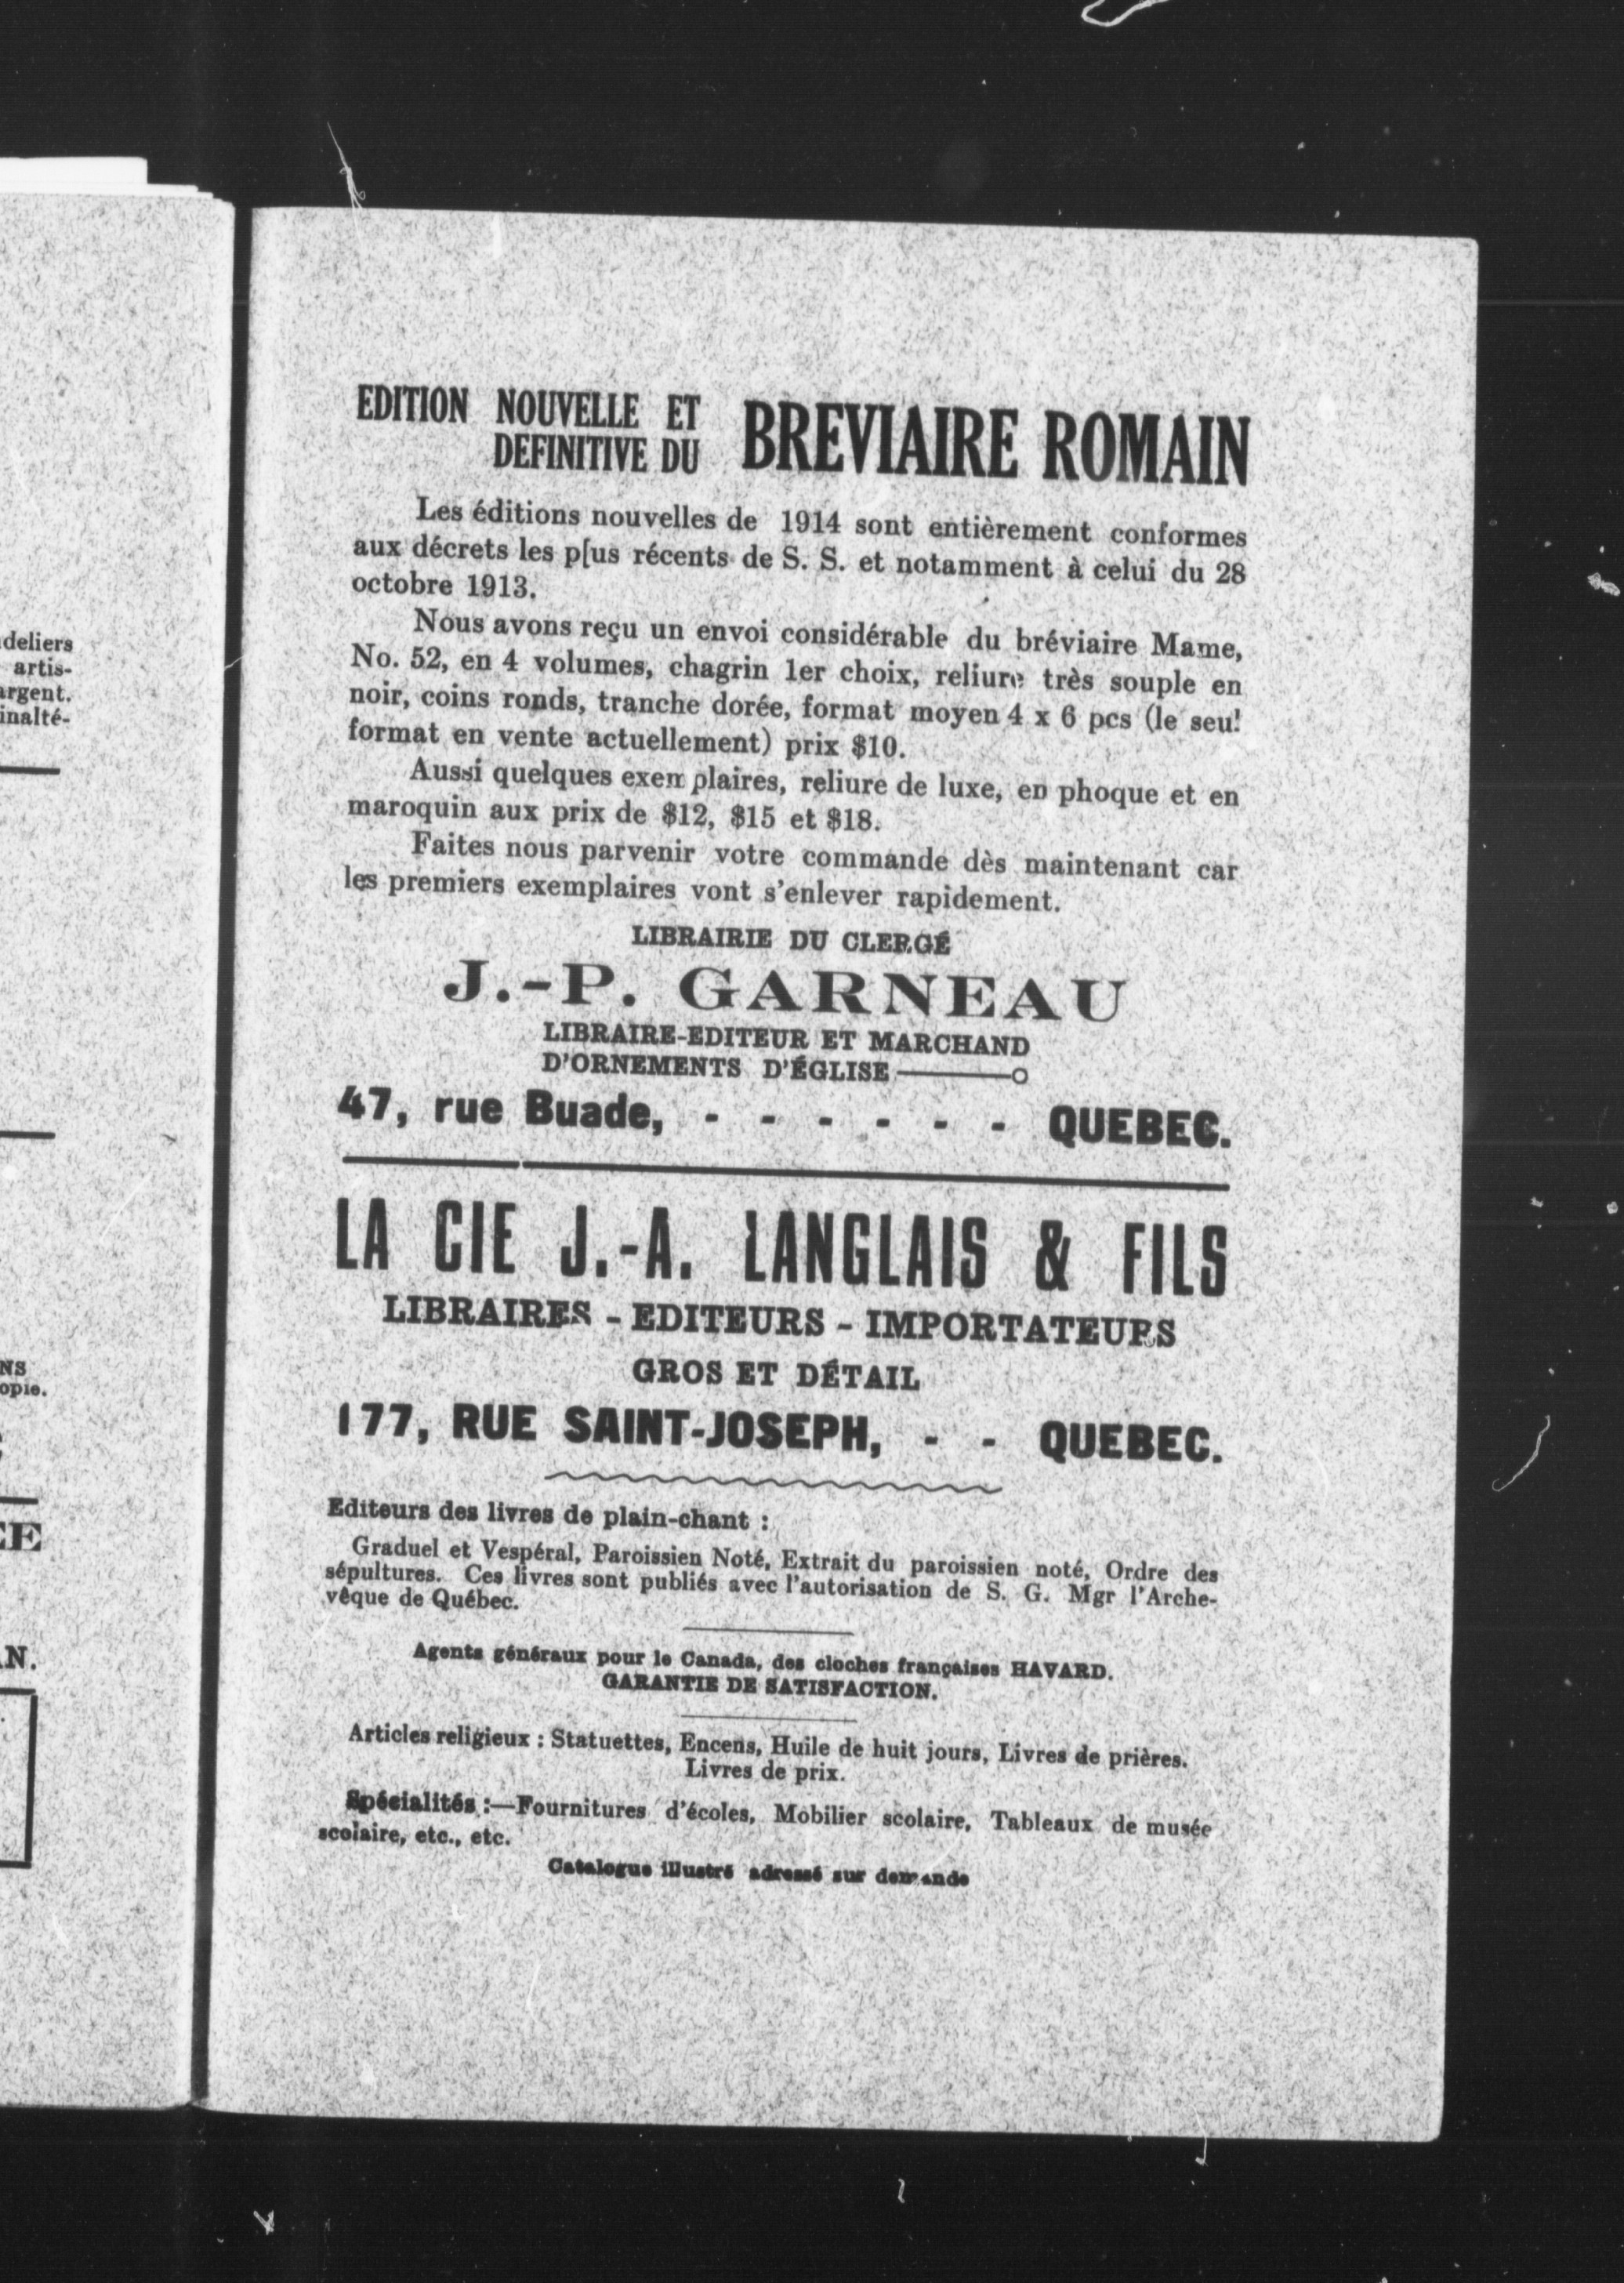 deliers
artis-
argent.
inalté-
NS
opie.
N.
EDITION NOUVELLE ET
DEFINITIVE DU
BREVIAIRE ROMAIN
Les éditions nouvelles de 1914 sont entièrement conformes
aux décrets les plus récents de S. S. et notamment à celui du 28
octobre 1913.
Nous avons reçu un envoi considérable du bréviaire Mame,
No. 52, en 4 volumes, chagrin 1er choix, reliure très souple en
noir, coins ronds, tranche dorée, format moyen 4 x 6 pcs (le seul
format en vente actuellement) prix $10.
Aussi quelques exemplaires, reliure de luxe, en phoque et en
maroquin aux prix de $12, $15 et $18.
Faites nous parvenir votre commande dès maintenant car
les premiers exemplaires vont s'enlever rapidement.
LIBRAIRIE DU CLERGÉ
J.-P. GARNEAU
LIBRAIRE-EDITEUR ET MARCHAND
D'ORNEMENTS D'ÉGLISE
47, rue Buade, - - - - - - QUEBEC.
LA CIE J.-A. LANGLAIS & FILS
LIBRAIRES - EDITEURS - IMPORTATEURS
GROS ET DÉTAIL
177, RUE SAINT-JOSEPH, - - QUEBEC.
Editeurs des livres de plain-chant :
Graduel et Vespéral, Paroissien Noté, Extrait du paroissien noté, Ordre des
sépultures. Ces livres sont publiés avec l'autorisation de S. G. Mgr l'Arche-
vêque de Québec.
Agents généraux pour le Canada, des cloches françaises HAVARD.
GARANTIE DE SATISFACTION.
Articles religieux : Statuettes, Encens, Huile de huit jours, Livres de prières.
Livres de prix.
Spécialités :—Fournitures d'écoles, Mobilier scolaire, Tableaux de musée
scolaire, etc., etc.
Catalogue illustré adressé sur demande